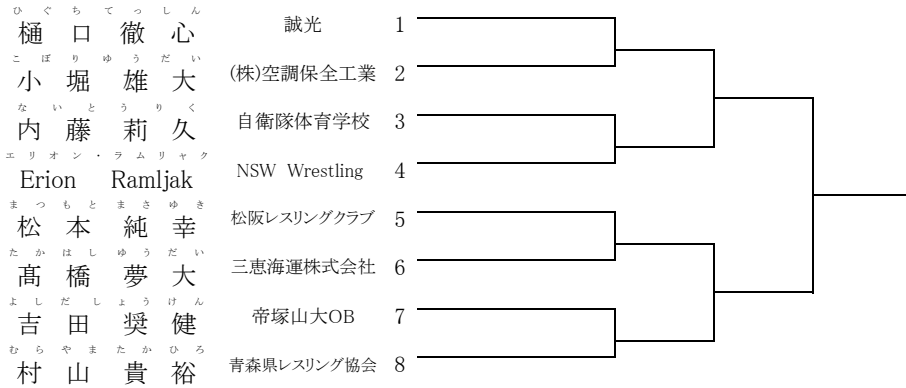 ひぐちてっしん
樋口徹心 誠光 1
こぼりゆうだい
小堀雄大 (株)空調保全工業 2
ないとうりく
内藤莉久 自衛隊体育学校 3
エリオン・ラムリャク
Erion Ramljak NSW Wrestling 4
まつもとまさゆき
松本純幸 松阪レスリングクラブ 5
たかはしゆうだい
髙橋夢大 三恵海運株式会社 6
よしだしょうけん
吉田奨健 帝塚山大OB 7
むらやまたかひろ
村山貴裕 青森県レスリング協会 8